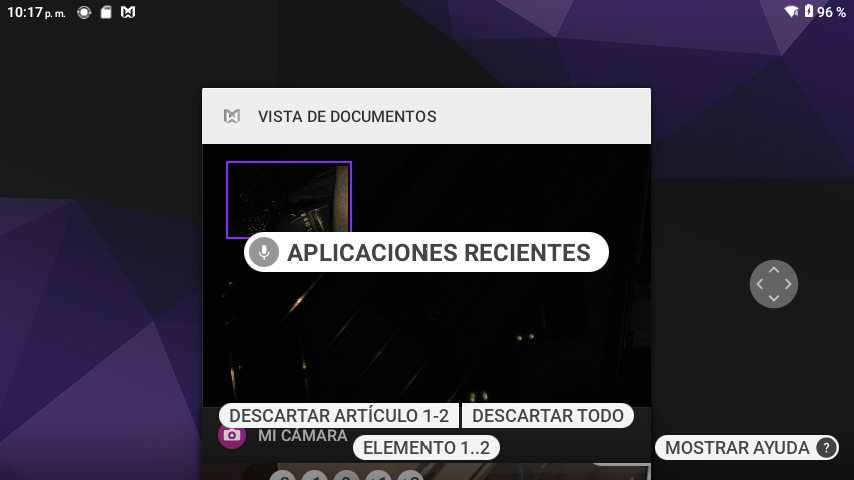 10:17 p. m.
96 %
VISTA DE DOCUMENTOS
APLICACIONES RECIENTES
DESCARTAR ARTÍCULO 1-2
DESCARTAR TODO
MI CÁMARA
ELEMENTO 1..2
MOSTRAR AYUDA ?